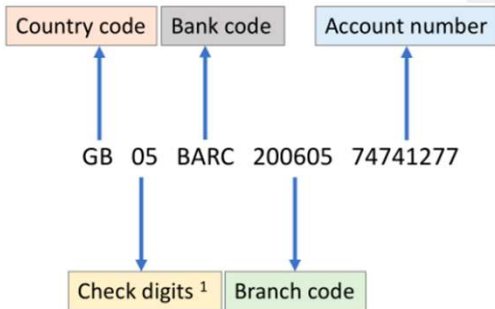 Country code Bank code Account number
GB 05 BARC 200605 74741277
Check digits 1 Branch code